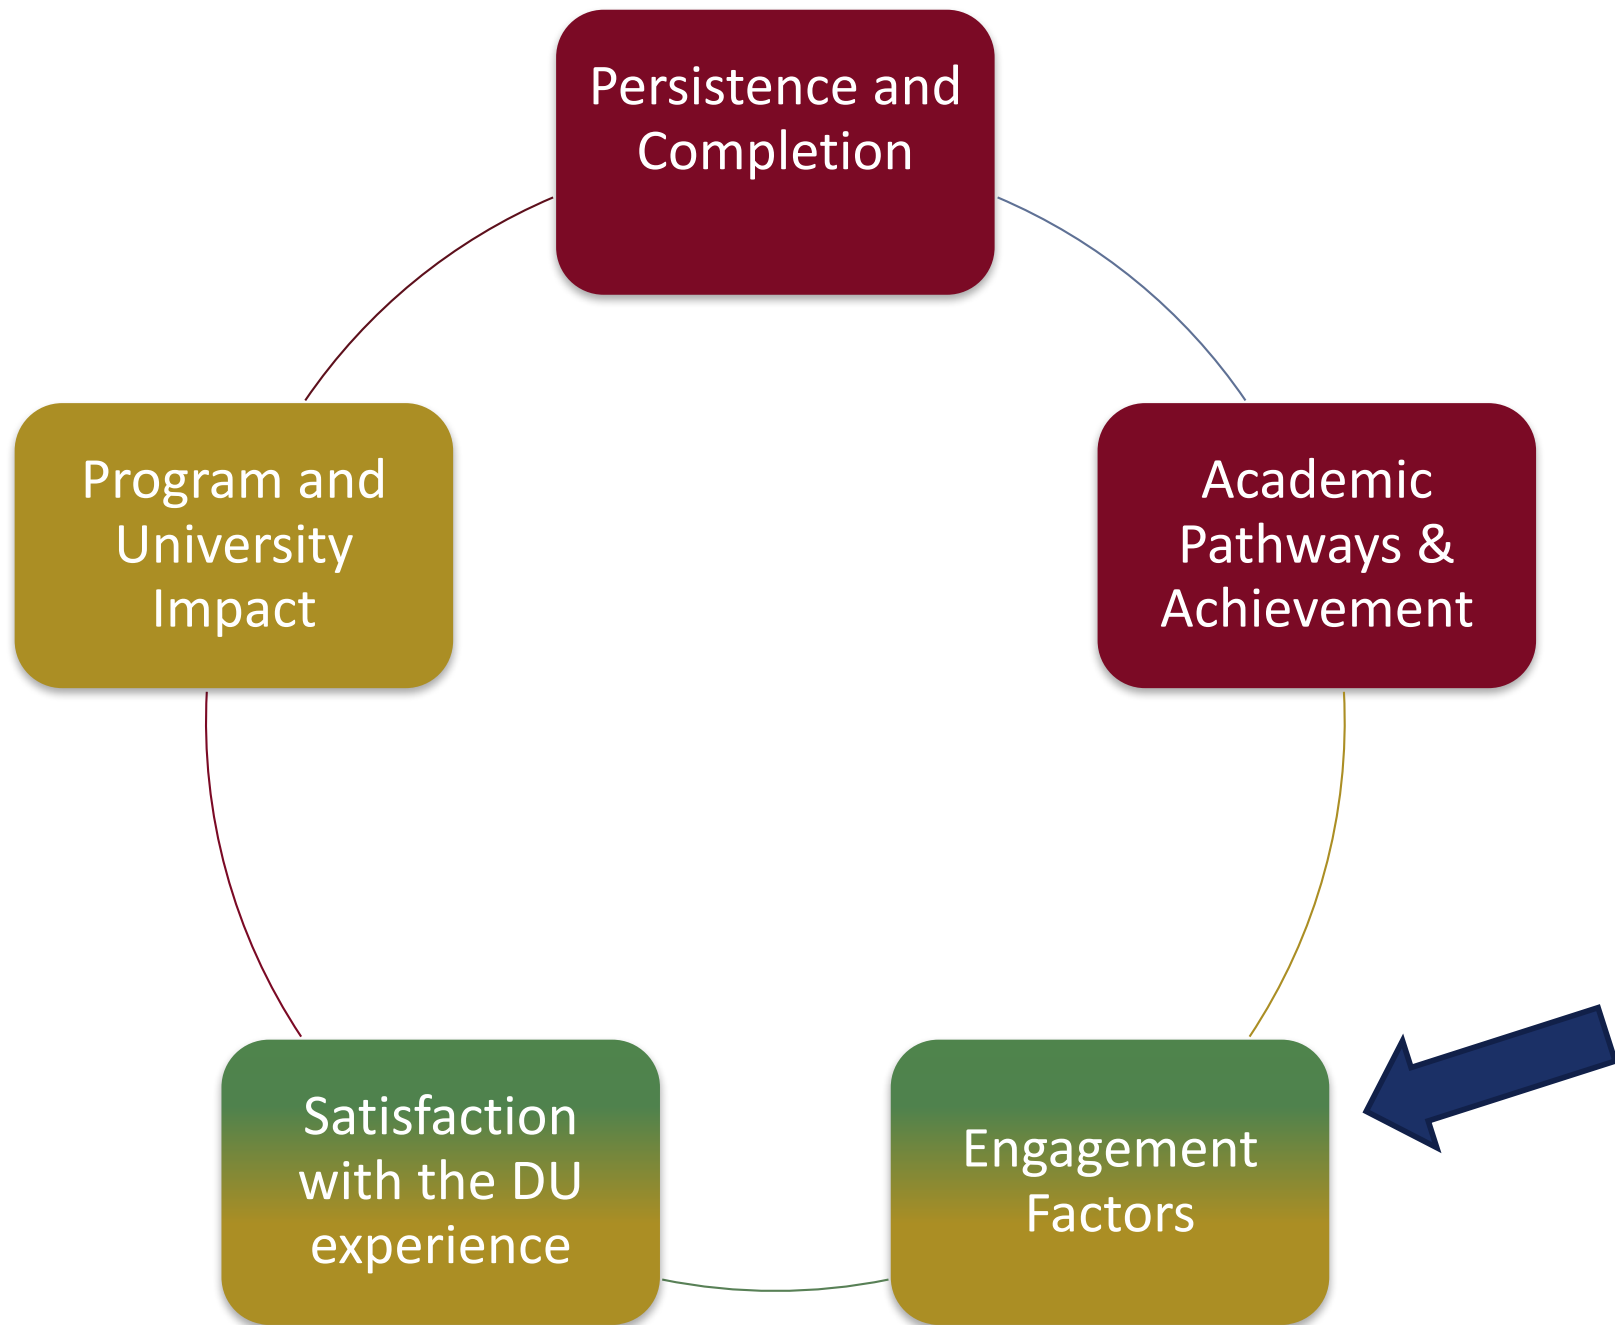 Persistence and
Completion
Academic
Pathways &
Achievement
Engagement
Factors
Satisfaction
with the DU
experience
Program and
University
Impact